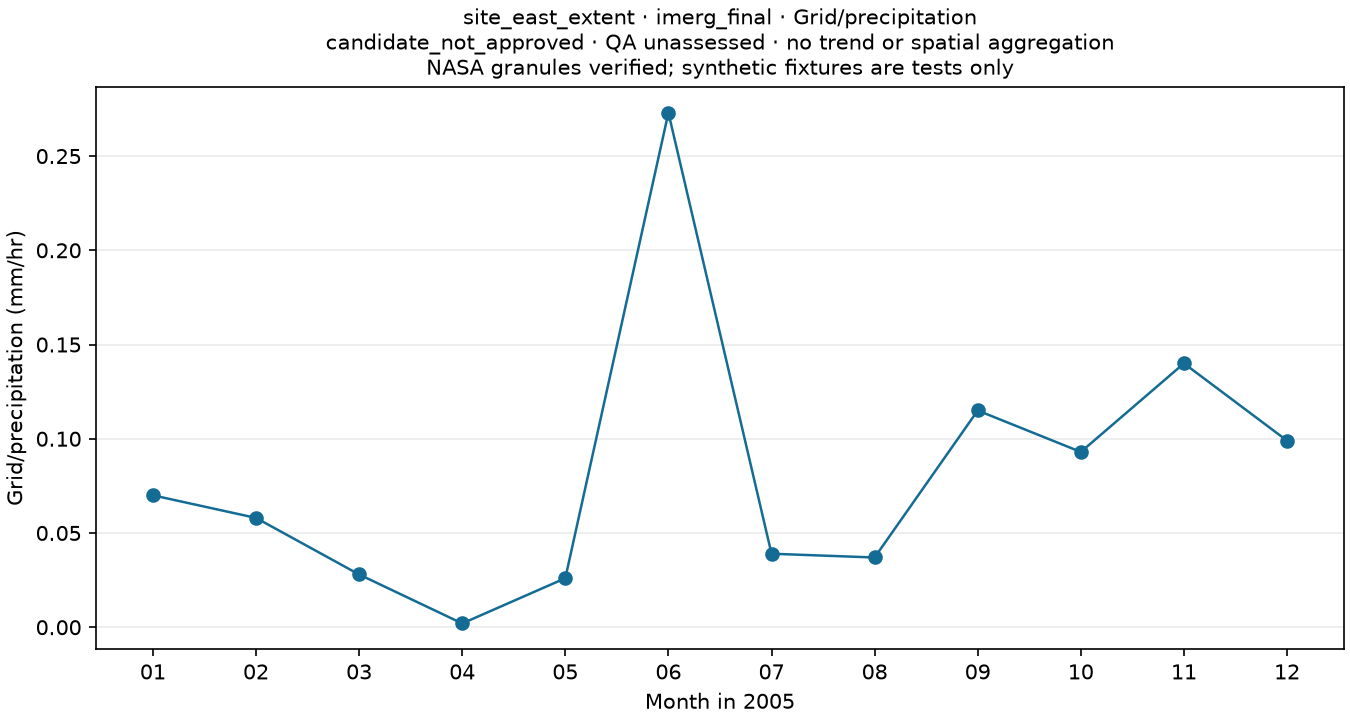 site_east_extent · imerg_final · Grid/precipitation
candidate_not_approved · QA unassessed · no trend or spatial aggregation
NASA granules verified; synthetic fixtures are tests only
Grid/precipitation (mm/hr)
0.25
0.20
0.15
0.10
0.05
0.00
01 02 03 04 05 06 07 08 09 10 11 12
Month in 2005